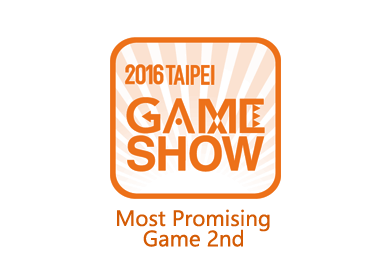 2016 TAIPEI
GAME
SHOW
Most Promising
Game 2nd